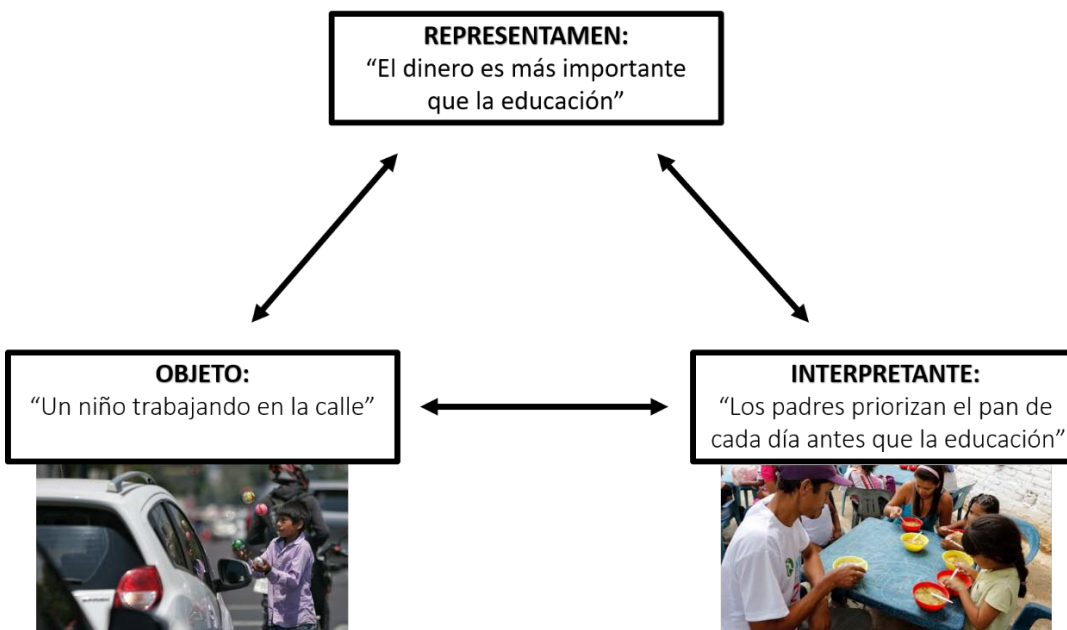 REPRESENTAMEN:
“El dinero es más importante
que la educación”
OBJETO:
“Un niño trabajando en la calle”
INTERPRETANTE:
“Los padres priorizan el pan de
cada día antes que la educación”